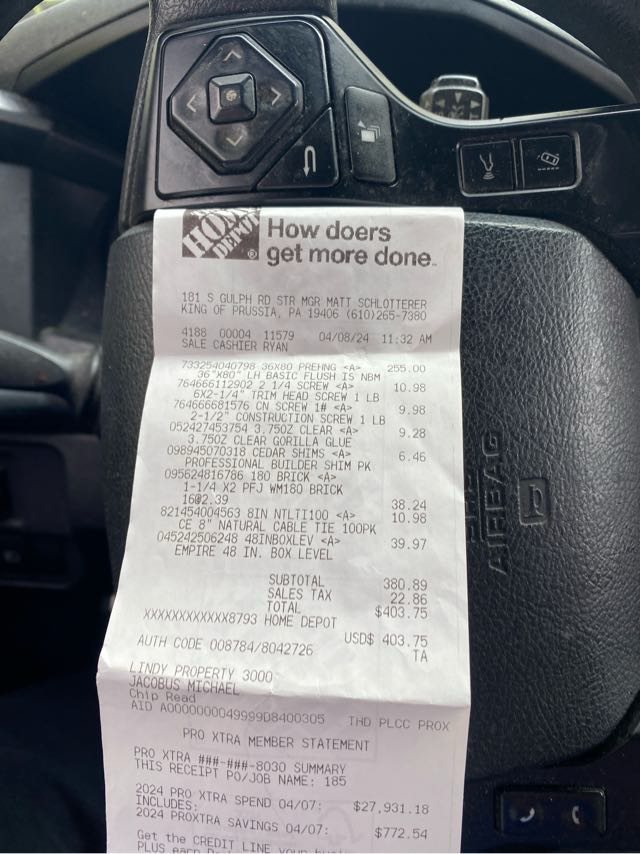 THE HOME DEPOT
How doers
get more done.
181 S GULPH RD STR MGR MATT SCHLOTTERER
KING OF PRUSSIA, PA 19406 (610)265-7380
4188 00004 11579 04/08/24 11:32 AM
SALE CASHIER RYAN
733254040798 36X80 PREHNG <A> 255.00
36"X80" LH BASIC FLUSH IS NBM
764666112902 2 1/4 SCREW <A> 10.98
6X2-1/4" TRIM HEAD SCREW 1 LB
764666681576 CN SCREW 1# <A> 9.98
2-1/2" CONSTRUCTION SCREW 1 LB
052427453754 3.75OZ CLEAR <A> 9.28
3.75OZ CLEAR GORILLA GLUE
098945070318 CEDAR SHIMS <A> 6.46
PROFESSIONAL BUILDER SHIM PK
095624816786 180 BRICK <A>
1-1/4 X2 PFJ WM180 BRICK
16@2.39 38.24
821454004563 8IN NTLTI100 <A> 10.98
CE 8" NATURAL CABLE TIE 100PK
045242506248 48INBOXLEV <A> 39.97
EMPIRE 48 IN. BOX LEVEL
SUBTOTAL 380.89
SALES TAX 22.86
TOTAL $403.75
XXXXXXXXXXXX8793 HOME DEPOT
USD$ 403.75
AUTH CODE 008784/8042726 TA
LINDY PROPERTY 3000
JACOBUS MICHAEL
Chip Read
AID A0000000049999D8400305 THD PLCC PROX
PRO XTRA MEMBER STATEMENT
PRO XTRA ###-###-8030 SUMMARY
THIS RECEIPT PO/JOB NAME: 185
2024 PRO XTRA SPEND 04/07: $27,931.18
INCLUDES:
2024 PROXTRA SAVINGS 04/07: $772.54
Get the CREDIT LINE your
PLUS earn
AIRBAG